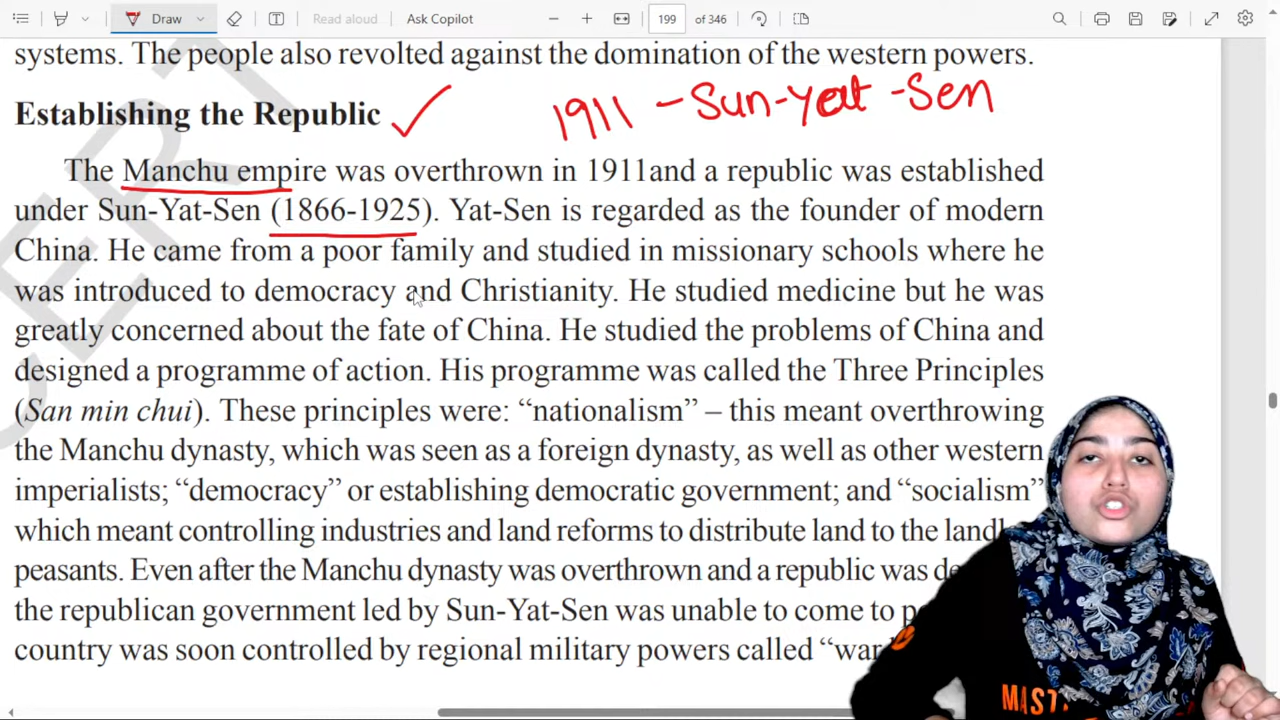 Draw
Read aloud
Ask Copilot
199 of 346
systems. The people also revolted against the domination of the western powers.
Establishing the Republic
1911 - Sun-Yat-Sen
The Manchu empire was overthrown in 1911and a republic was established
under Sun-Yat-Sen (1866-1925). Yat-Sen is regarded as the founder of modern
China. He came from a poor family and studied in missionary schools where he
was introduced to democracy and Christianity. He studied medicine but he was
greatly concerned about the fate of China. He studied the problems of China and
designed a programme of action. His programme was called the Three Principles
(San min chui). These principles were: “nationalism” – this meant overthrowing
the Manchu dynasty, which was seen as a foreign dynasty, as well as other western
imperialists; “democracy” or establishing democratic government; and “socialism”
which meant controlling industries and land reforms to distribute land to the
peasants. Even after the Manchu dynasty was overthrown and a republic was
the republican government led by Sun-Yat-Sen was unable to come to
country was soon controlled by regional military powers called
CERT
MAST